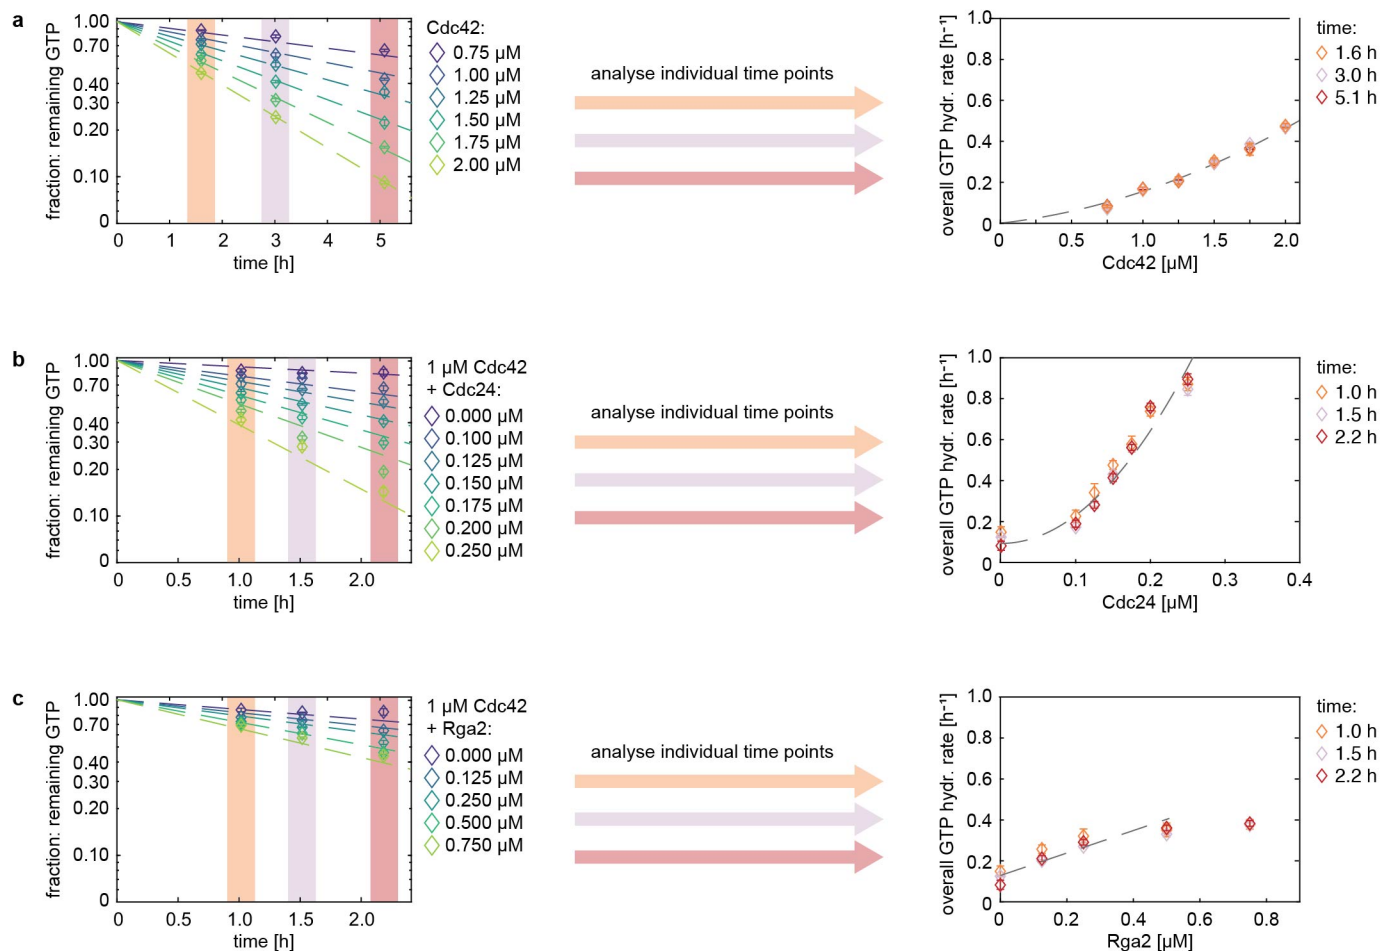 a
fraction: remaining GTP
1.00
0.70
0.40
0.30
0.20
0.10
0
0 1 2 3 4 5
time [h]
Cdc42:
0.75 µM
1.00 µM
1.25 µM
1.50 µM
1.75 µM
2.00 µM
analyse individual time points
overall GTP hydr. rate [h⁻¹]
1.0
0.8
0.6
0.4
0.2
0
0.5 1.0 1.5 2.0
Cdc42 [µM]
time:
1.6 h
3.0 h
5.1 h
b
fraction: remaining GTP
1.00
0.70
0.40
0.30
0.20
0.10
0
0 0.5 1.0 1.5 2.0
time [h]
1 µM Cdc42
+ Cdc24:
0.000 µM
0.100 µM
0.125 µM
0.150 µM
0.175 µM
0.200 µM
0.250 µM
analyse individual time points
overall GTP hydr. rate [h⁻¹]
1.0
0.8
0.6
0.4
0.2
0
0 0.1 0.2 0.3 0.4
Cdc24 [µM]
time:
1.0 h
1.5 h
2.2 h
c
fraction: remaining GTP
1.00
0.70
0.40
0.30
0.20
0.10
0
0 0.5 1.0 1.5 2.0
time [h]
1 µM Cdc42
+ Rga2:
0.000 µM
0.125 µM
0.250 µM
0.500 µM
0.750 µM
analyse individual time points
overall GTP hydr. rate [h⁻¹]
1.0
0.8
0.6
0.4
0.2
0
0 0.2 0.4 0.6 0.8
Rga2 [µM]
time:
1.0 h
1.5 h
2.2 h